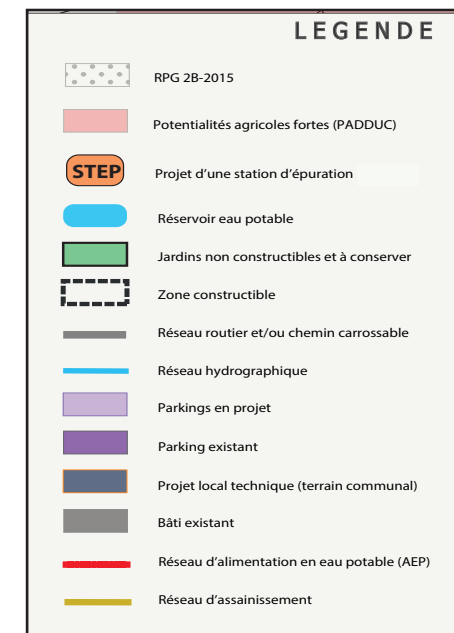 LEGENDE
RPG 2B-2015
Potentialités agricoles fortes (PADDUC)
STEP
Projet d'une station d'épuration
Réservoir eau potable
Jardins non constructibles et à conserver
Zone constructible
Réseau routier et/ou chemin carrossable
Réseau hydrographique
Parkings en projet
Parking existant
Projet local technique (terrain communal)
Bâti existant
Réseau d'alimentation en eau potable (AEP)
Réseau d'assainissement